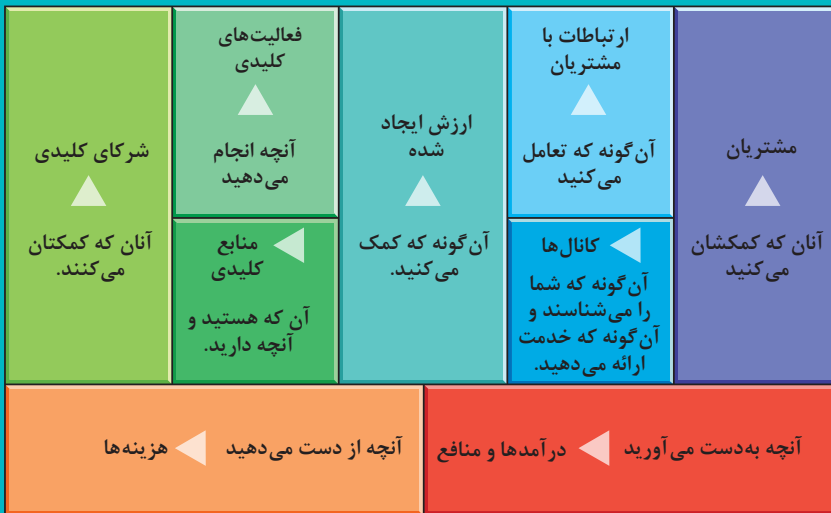 مشتریان
آنان که کمکشان
می‌کنید
ارتباطات با
مشتریان
آن‌گونه که تعامل
می‌کنید
کانال‌ها
آن‌گونه که شما
را می‌شناسند و
آن‌گونه که خدمت
ارائه می‌دهید.
ارزش ایجاد
شده
آن‌گونه که کمک
می‌کنید.
فعالیت‌های
کلیدی
آنچه انجام
می‌دهید
منابع
کلیدی
آن که هستید و
آنچه دارید.
شرکای کلیدی
آنان که کمکتان
می‌کنند.
آنچه به‌دست می‌آورید
درآمدها و منافع
آنچه از دست می‌دهید
هزینه‌ها